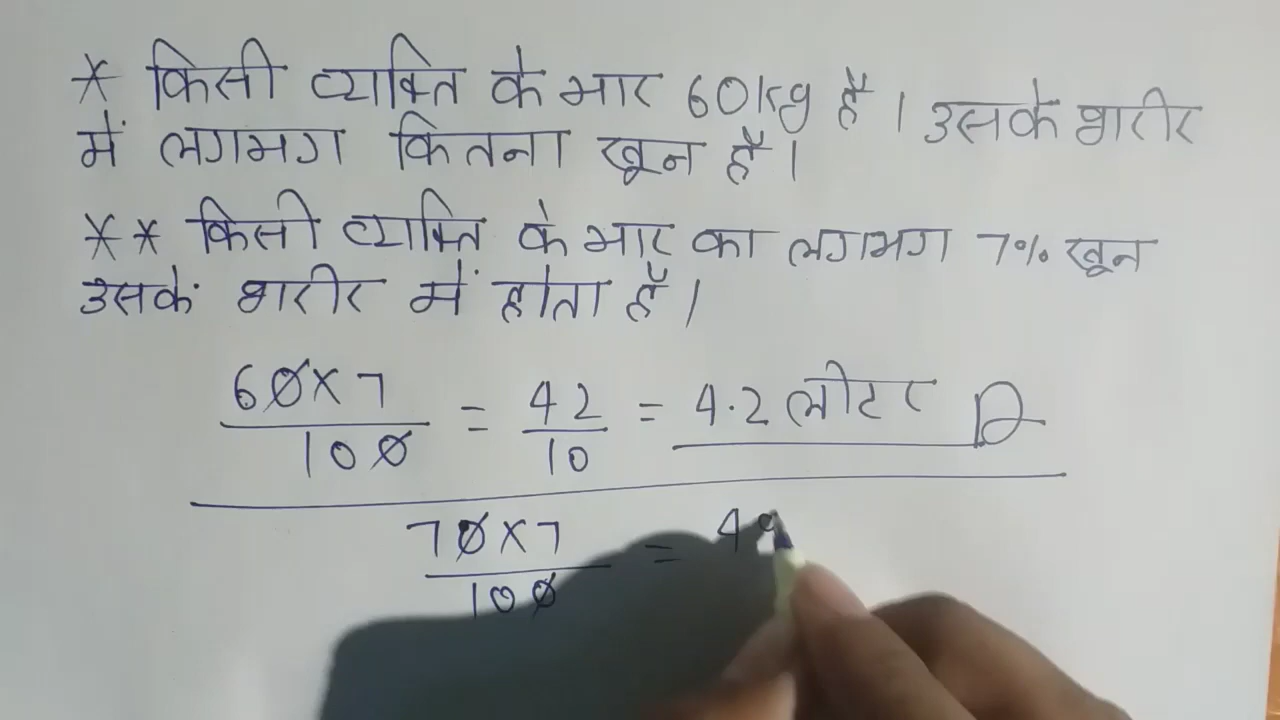 * किसी व्यक्ति के भार 60kg है। उसके शरीर
में लगभग कितना खून है।
** किसी व्यक्ति के भार का लगभग 7% खून
उसके शरीर में होता है।
60×7/100 = 42/10 = 4.2 लीटर
70×7/100 = 49